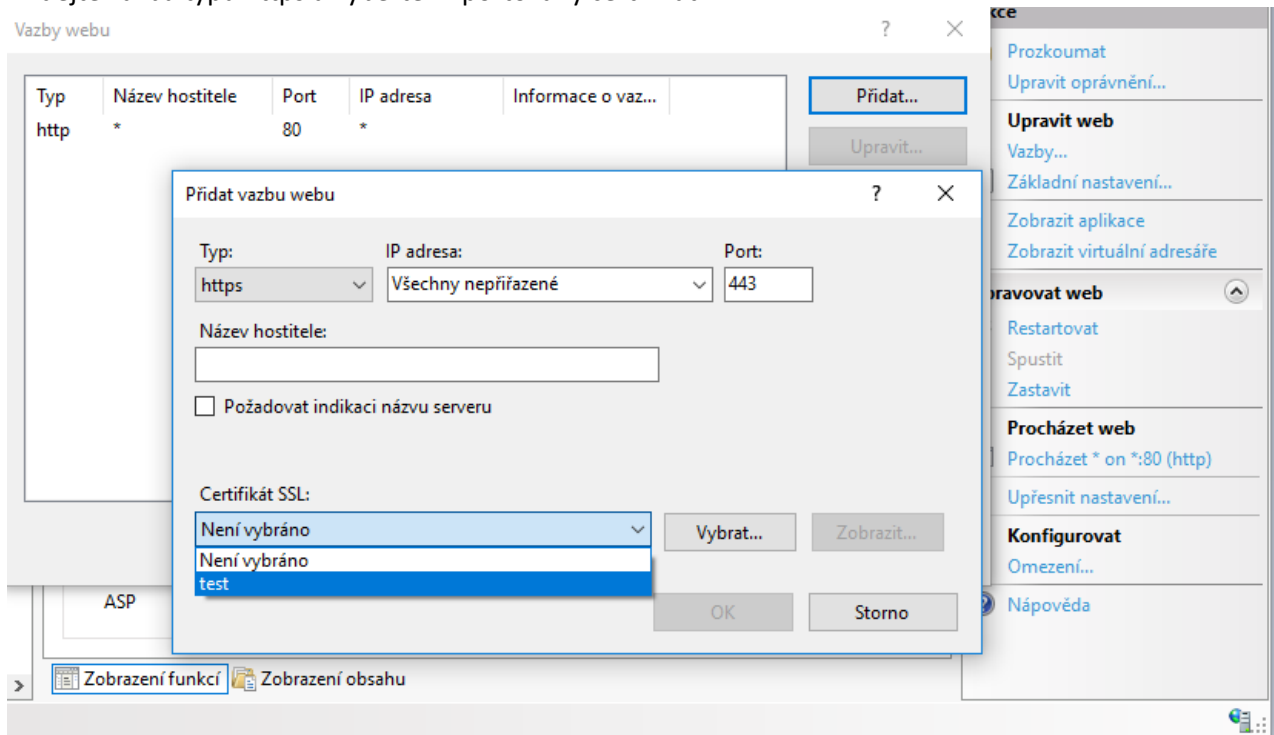 Vazby webu ?
Typ Název hostitele Port IP adresa Informace o vaz...
http * 80 *
Přidat...
Upravit...
Přidat vazbu webu ?
Typ: IP adresa: Port:
https Všechny nepřiřazené 443
Název hostitele:
Požadovat indikaci názvu serveru
Certifikát SSL:
Není vybráno Vybrat... Zobrazit...
Není vybráno
test
OK Storno
ASP
Zobrazení funkcí Zobrazení obsahu
Prozkoumat
Upravit oprávnění...
Upravit web
Vazby...
Základní nastavení...
Zobrazit aplikace
Zobrazit virtuální adresáře
ravovat web
Restartovat
Spustit
Zastavit
Procházet web
Procházet * on *:80 (http)
Upřesnit nastavení...
Konfigurovat
Omezení...
Nápověda